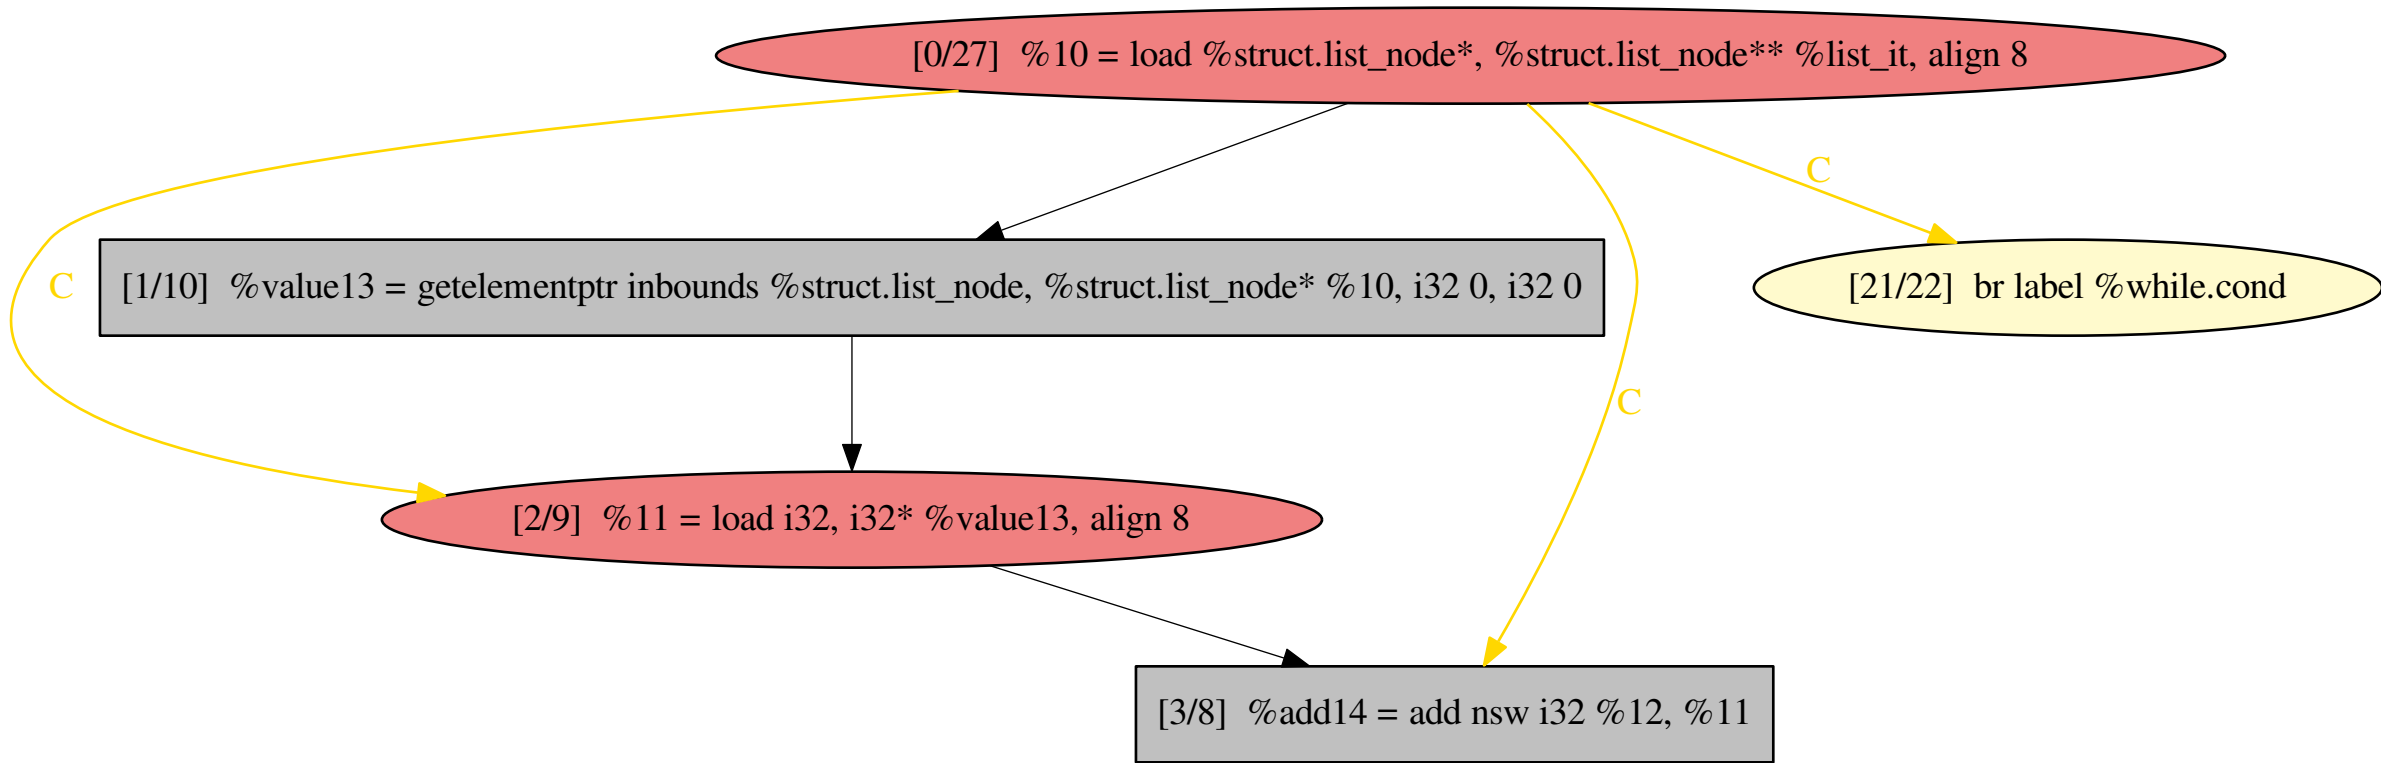 [0/27]  %10 = load %struct.list_node*, %struct.list_node** %list_it, align 8
C
C
[1/10]  %value13 = getelementptr inbounds %struct.list_node, %struct.list_node* %10, i32 0, i32 0
[21/22]  br label %while.cond
C
[2/9]  %11 = load i32, i32* %value13, align 8
[3/8]  %add14 = add nsw i32 %12, %11